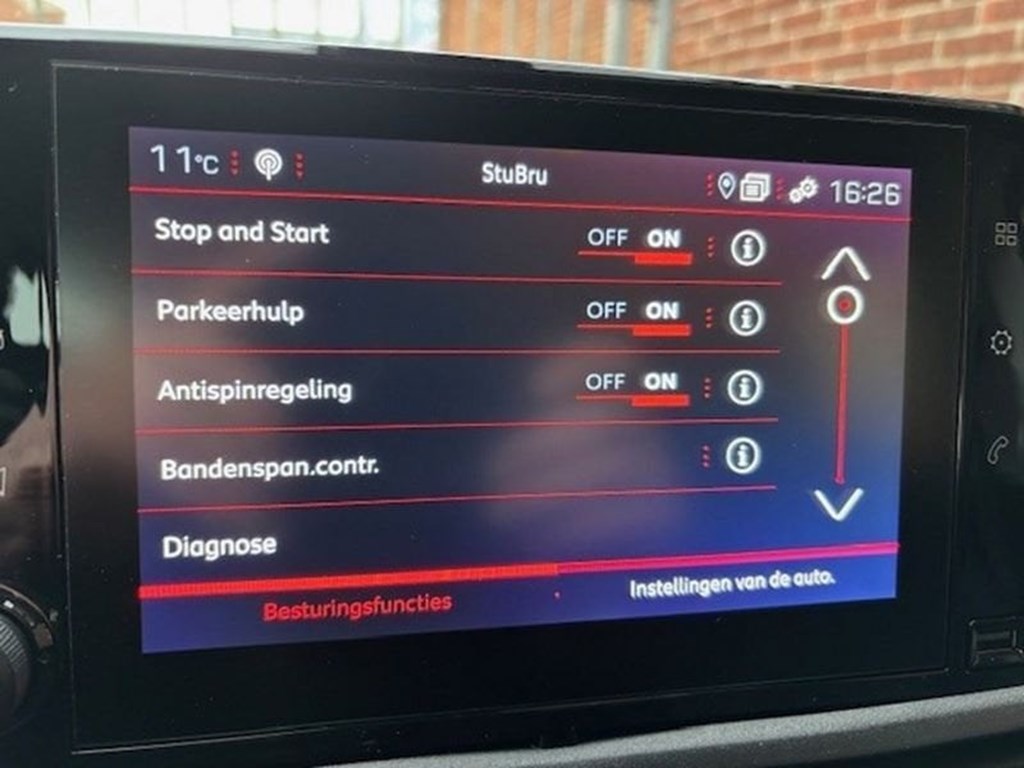 11°C StuBru 16:26
Stop and Start OFF ON
Parkeerhulp OFF ON
Antispinregeling OFF ON
Bandenspan.contr.
Diagnose
Besturingsfuncties Instellingen van de auto.